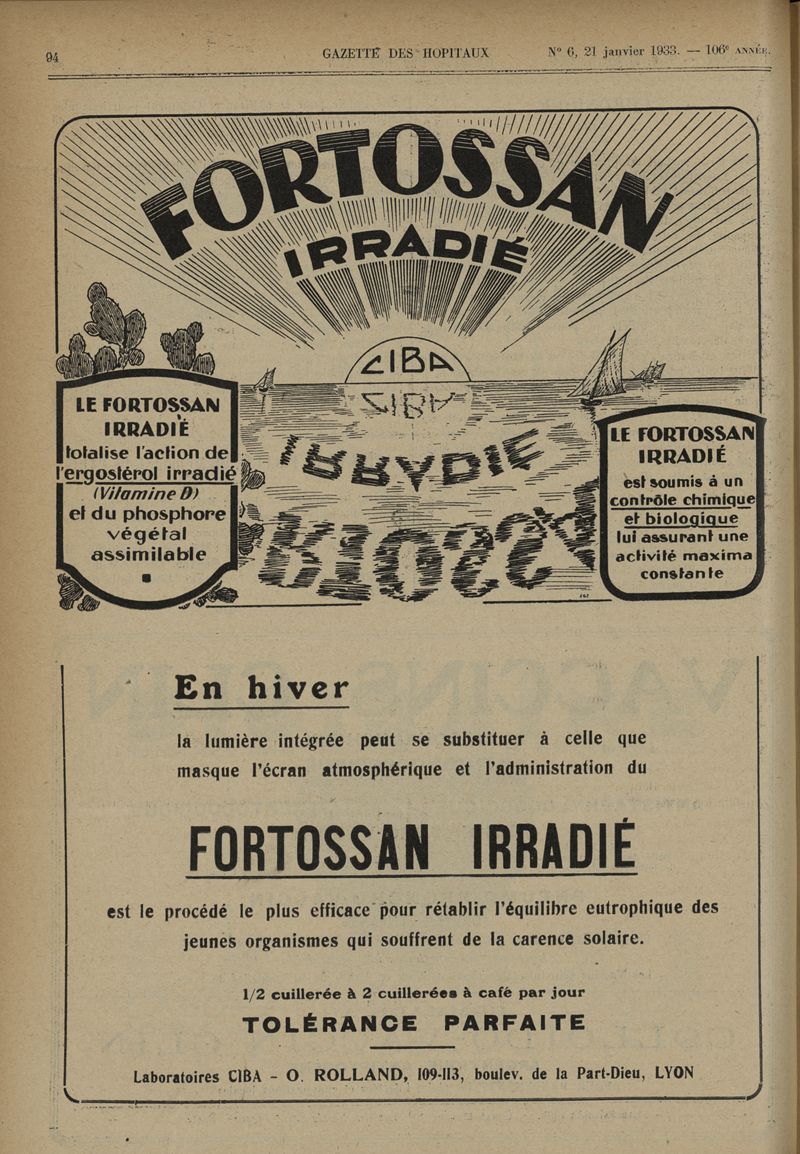 94 GAZETTE DES HOPITAUX N° 6, 21 janvier 1933. — 106e ANNÉE.
FORTOSSAN
IRRADIÉ
CIBA
CIBA
IRRADIÉ
LE FORTOSSAN
IRRADIÉ
totalise l'action de
l'ergostérol irradié
(Vitamine D)
et du phosphore
végétal
assimilable
LE FORTOSSAN
IRRADIÉ
est soumis à un
contrôle chimique
et biologique
lui assurant une
activité maxima
constante
En hiver
la lumière intégrée peut se substituer à celle que
masque l'écran atmosphérique et l'administration du
FORTOSSAN IRRADIÉ
est le procédé le plus efficace pour rétablir l'équilibre eutrophique des
jeunes organismes qui souffrent de la carence solaire.
1/2 cuillerée à 2 cuillerées à café par jour
TOLÉRANCE PARFAITE
Laboratoires CIBA - O. ROLLAND, 109-113, boulev. de la Part-Dieu, LYON